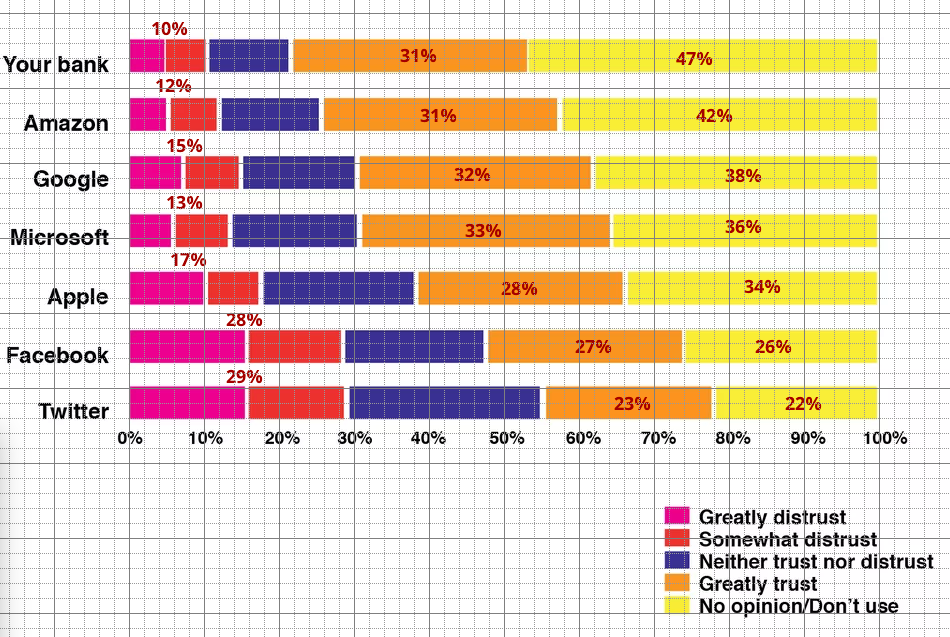 10%
Your bank 31% 47%
12%
Amazon 31% 42%
15%
Google 32% 38%
13%
Microsoft 33% 36%
17%
Apple 28% 34%
28%
Facebook 27% 26%
29%
Twitter 23% 22%
0% 10% 20% 30% 40% 50% 60% 70% 80% 90% 100%
Greatly distrust
Somewhat distrust
Neither trust nor distrust
Greatly trust
No opinion/Don't use